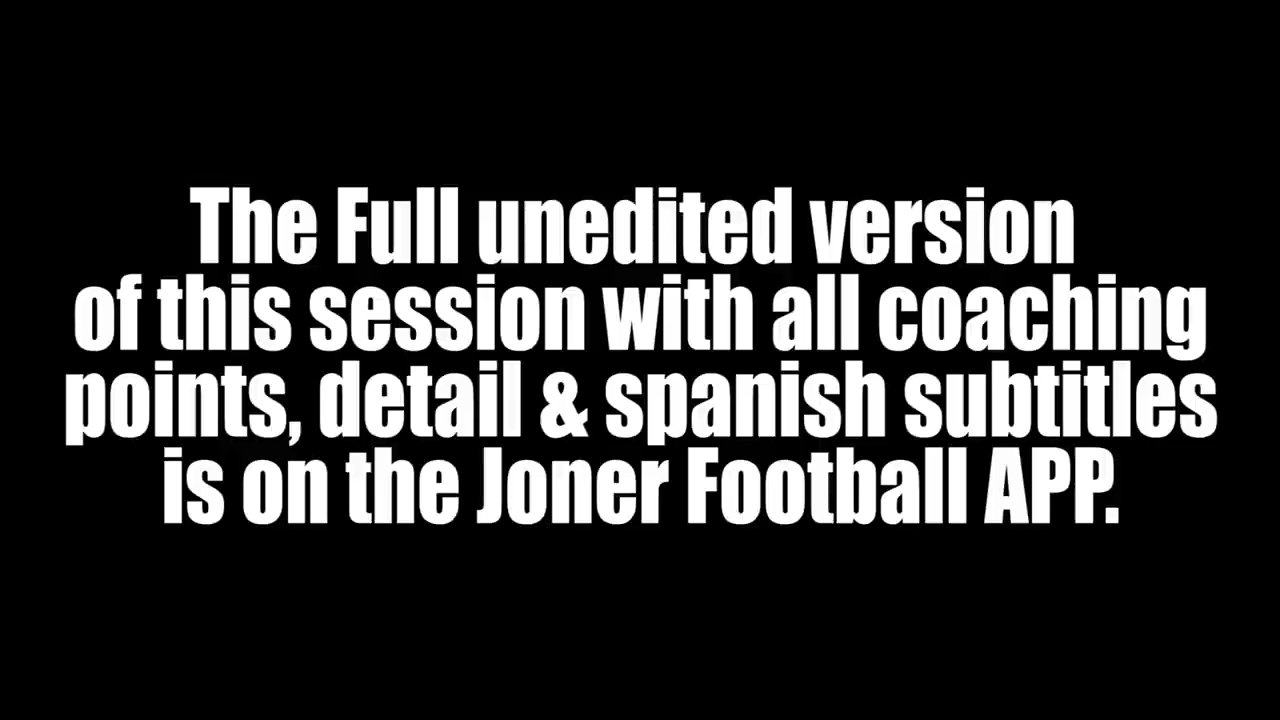 The Full unedited version
of this session with all coaching
points, detail & spanish subtitles
is on the Joner Football APP.